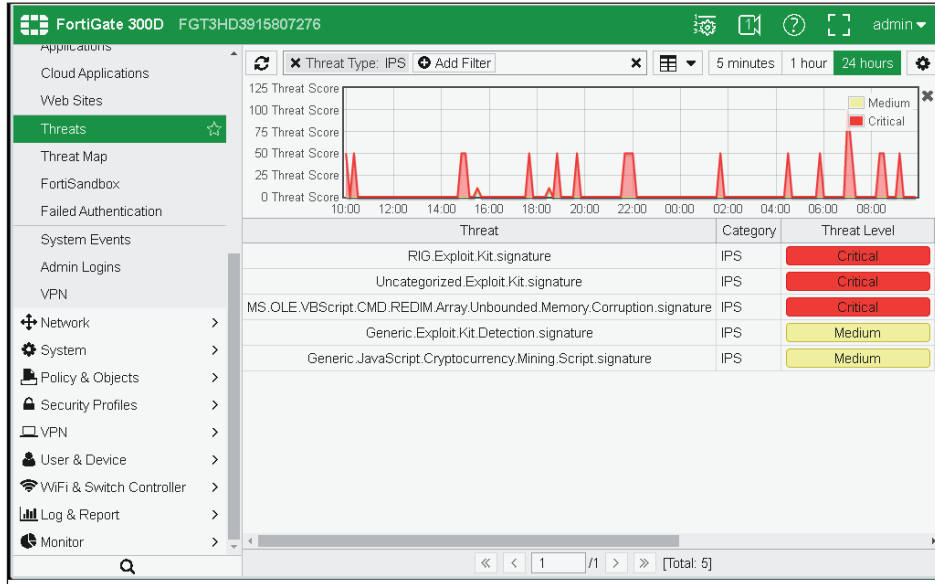 FortiGate 300D FGT3HD3915807276
admin
Applications
Cloud Applications
Web Sites
Threats
Threat Map
FortiSandbox
Failed Authentication
System Events
Admin Logins
VPN
Network
System
Policy & Objects
Security Profiles
VPN
User & Device
WiFi & Switch Controller
Log & Report
Monitor
Threat Type: IPS Add Filter
5 minutes 1 hour 24 hours
125 Threat Score
100 Threat Score
75 Threat Score
50 Threat Score
25 Threat Score
0 Threat Score
Medium
Critical
10:00 12:00 14:00 16:00 18:00 20:00 22:00 00:00 02:00 04:00 06:00 08:00
Threat Category Threat Level
RIG.Exploit.Kit.signature IPS Critical
Uncategorized.Exploit.Kit.signature IPS Critical
MS.OLE.VBScript.CMD.REDIM.Array.Unbounded.Memory.Corruption.signature IPS Critical
Generic.Exploit.Kit.Detection.signature IPS Medium
Generic.JavaScript.Cryptocurrency.Mining.Script.signature IPS Medium
1 /1 [Total: 5]